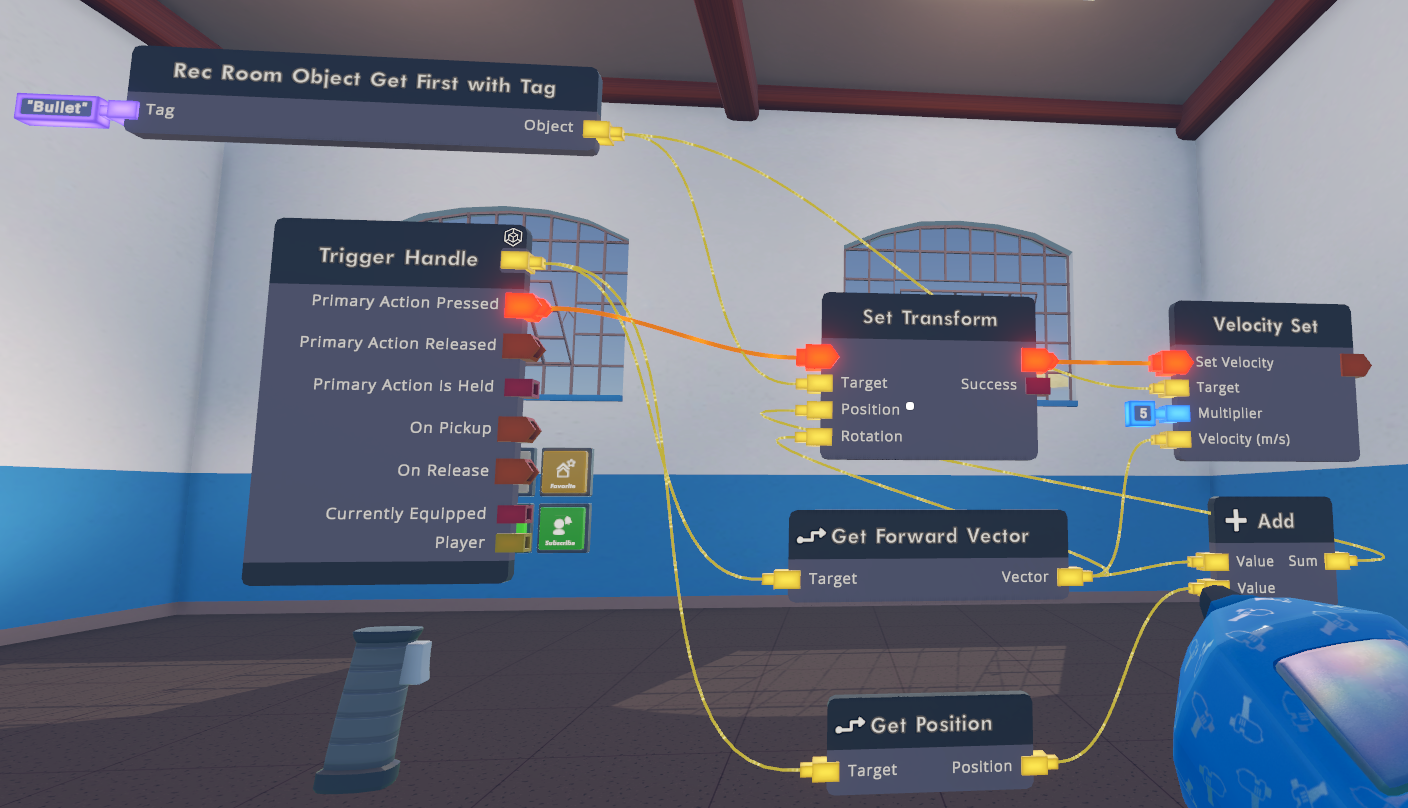 Rec Room Object Get First with Tag
"Bullet"
Tag
Object
Trigger Handle
Primary Action Pressed
Primary Action Released
Primary Action Is Held
On Pickup
On Release
Currently Equipped
Player
Favorite
Subscribe
Set Transform
Target
Success
Position
Rotation
Velocity Set
Set Velocity
Target
5
Multiplier
Velocity (m/s)
Get Forward Vector
Target
Vector
Add
Value
Sum
Value
Get Position
Target
Position